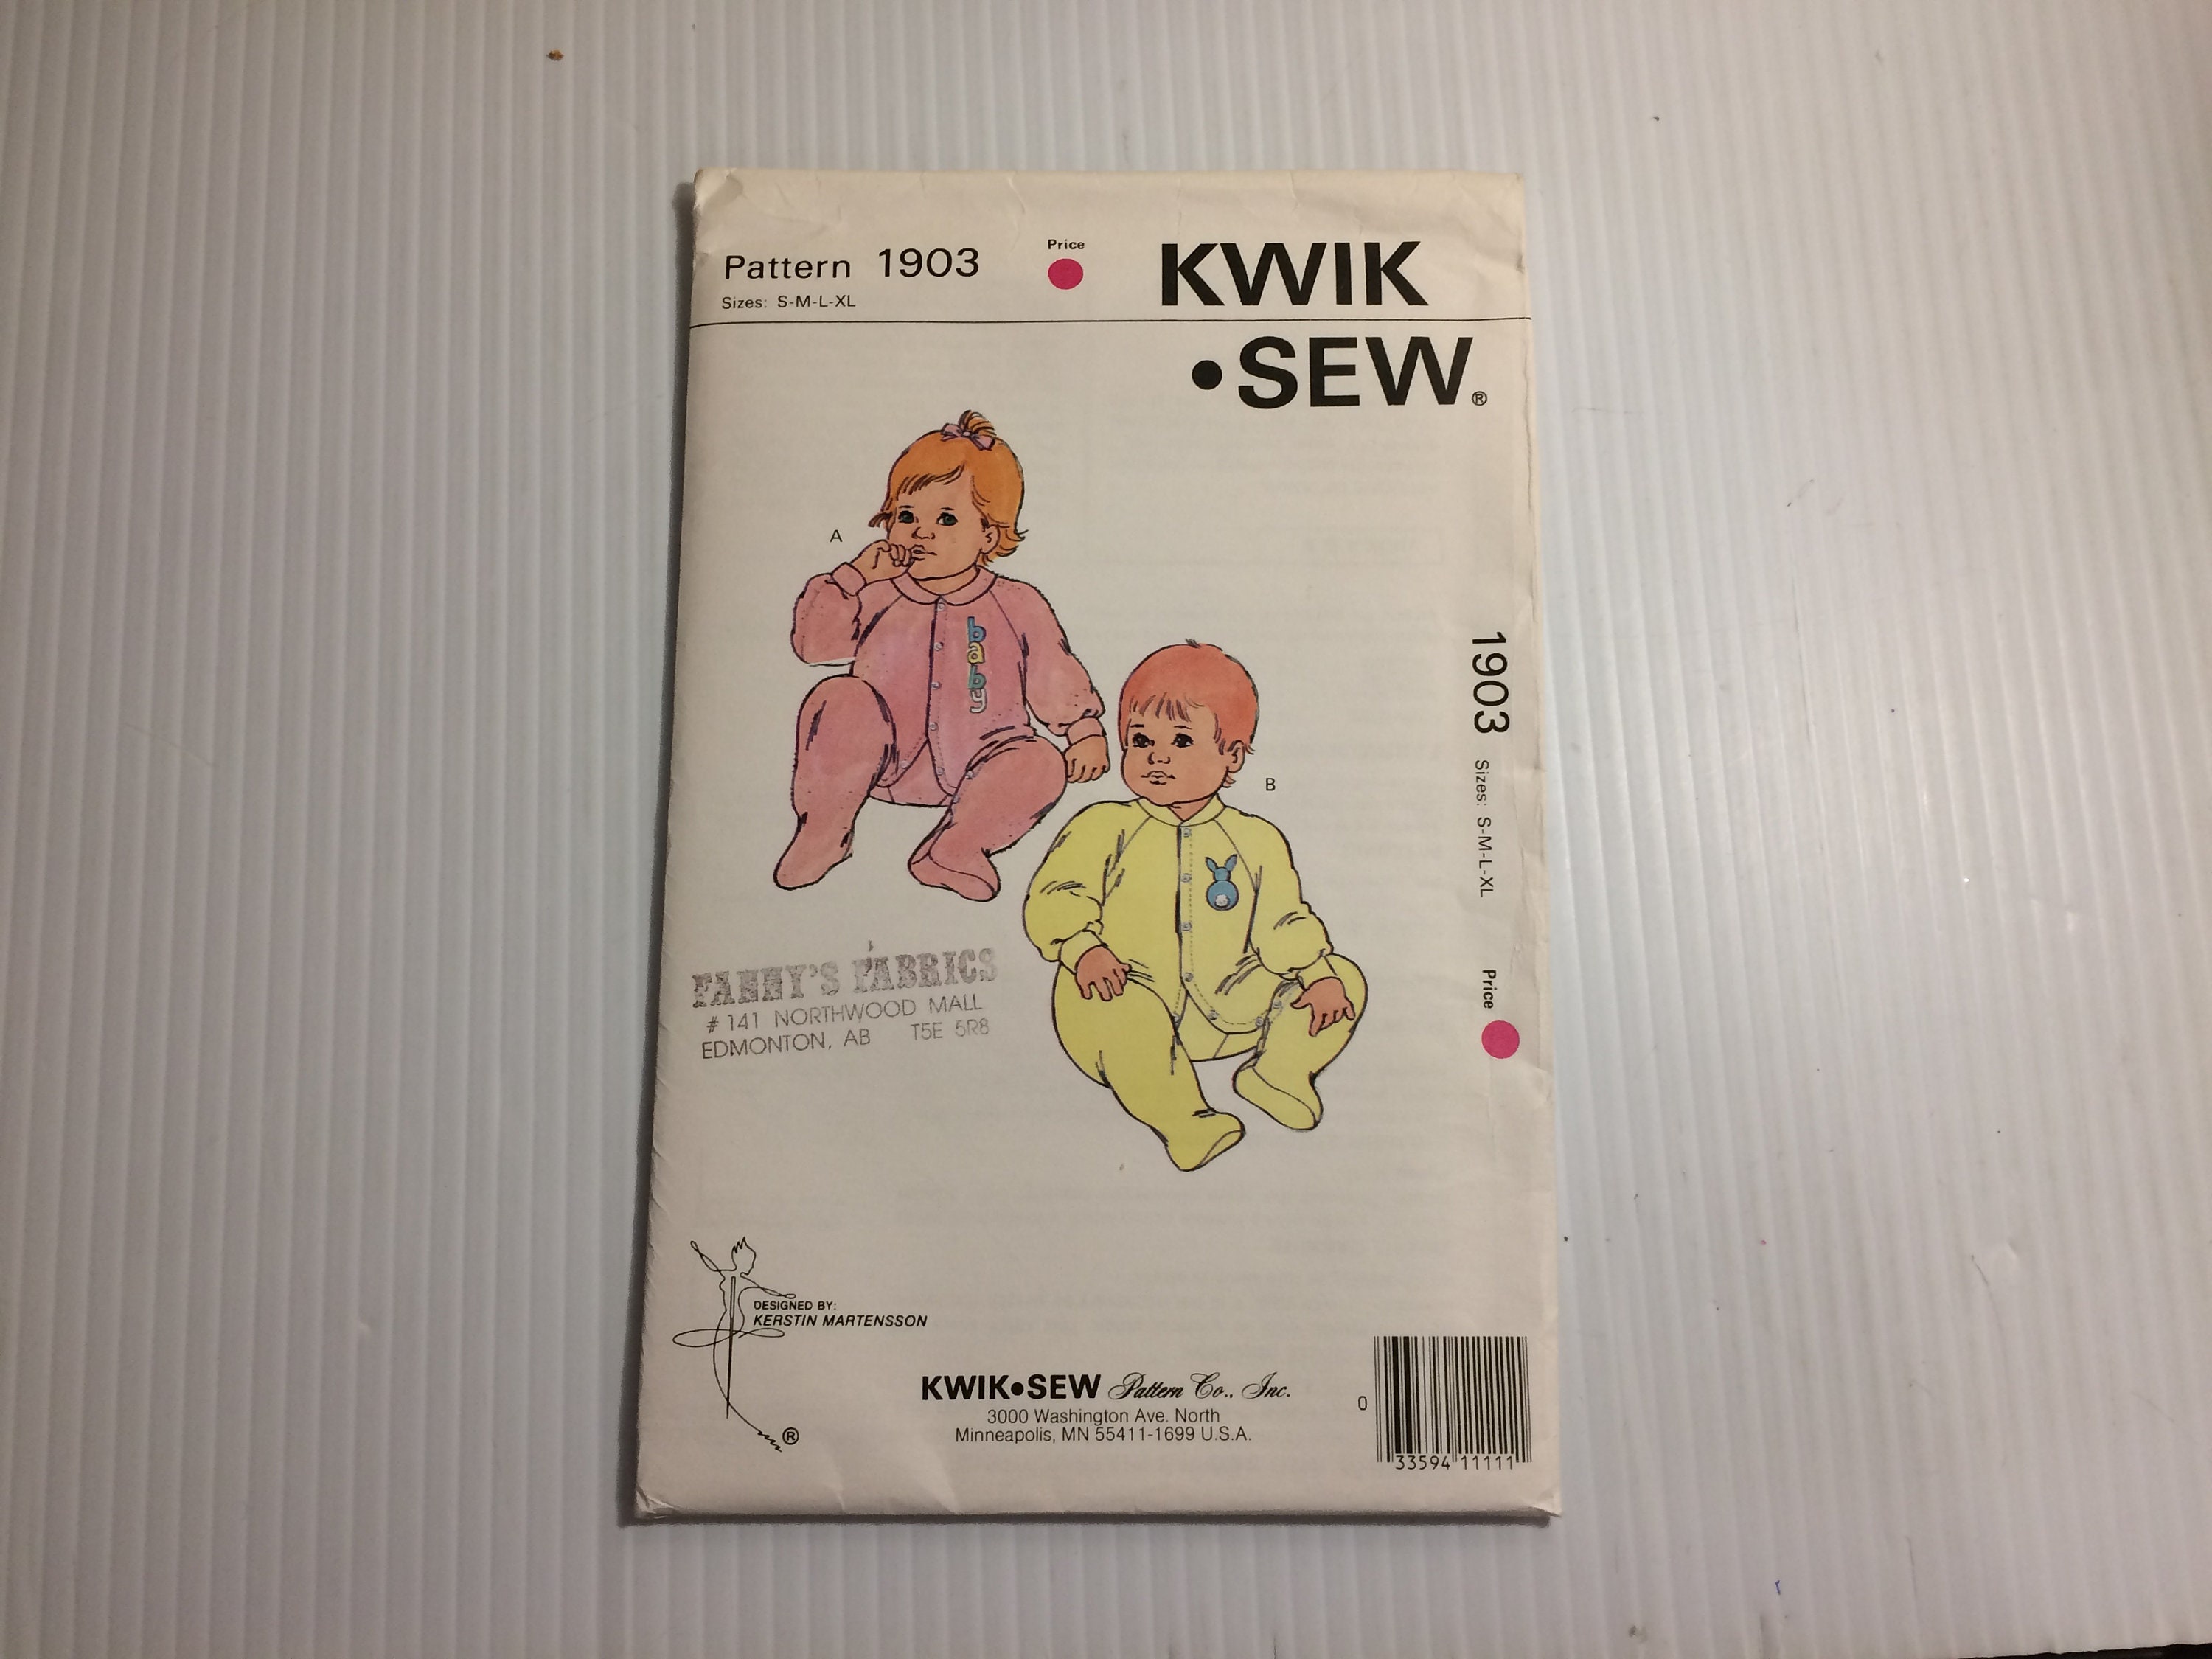 Pattern 1903
Sizes: S-M-L-XL
Price
KWIK
•SEW®
A
baby
B
1903 Sizes: S-M-L-XL Price
FANNY'S FABRICS
# 141 NORTHWOOD MALL
EDMONTON, AB T5E 5R8
DESIGNED BY:
KERSTIN MARTENSSON
®
KWIK•SEW Pattern Co., Inc.
3000 Washington Ave. North
Minneapolis, MN 55411-1699 U.S.A.
0 33594 11111